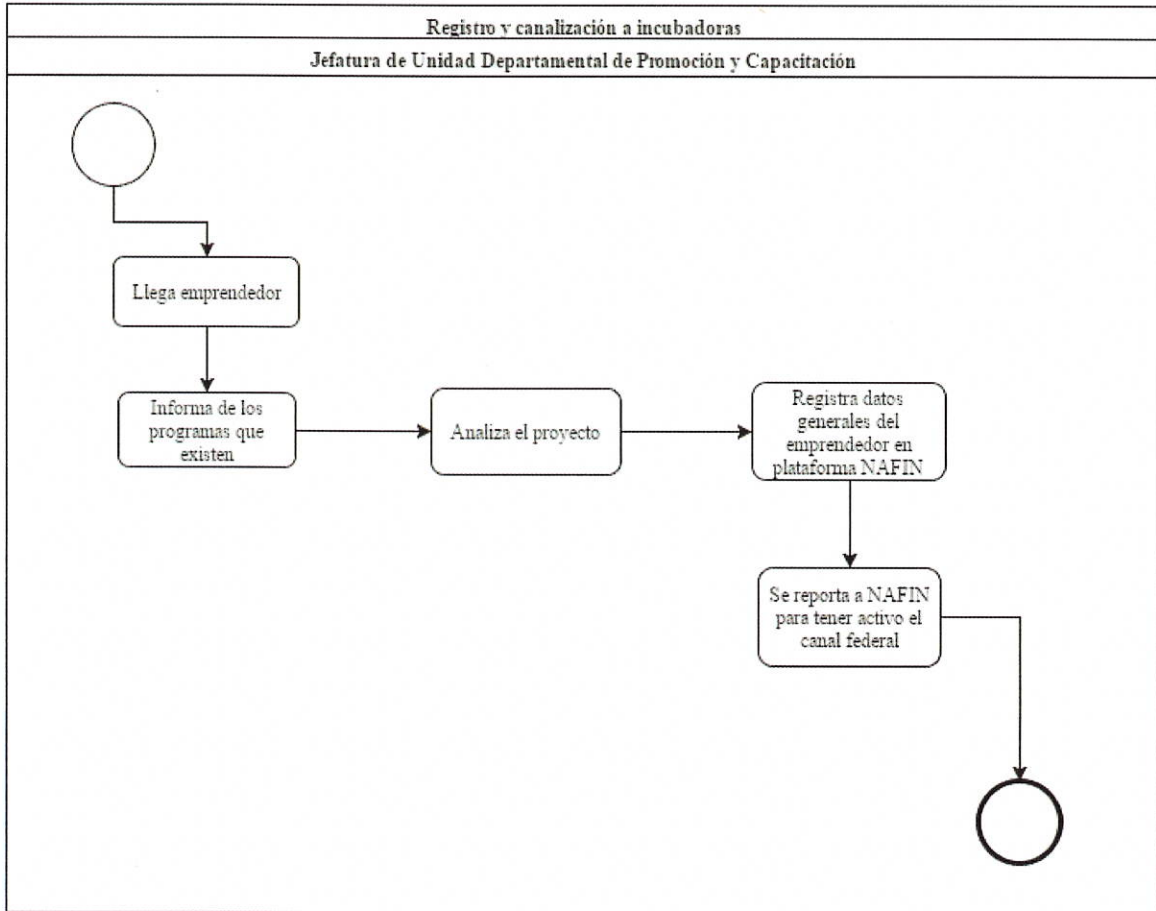 Registro y canalización a incubadoras
Jefatura de Unidad Departamental de Promoción y Capacitación
Llega emprendedor
Informa de los
programas que
existen
Analiza el proyecto
Registra datos
generales del
emprendedor en
plataforma NAFIN
Se reporta a NAFIN
para tener activo el
canal federal